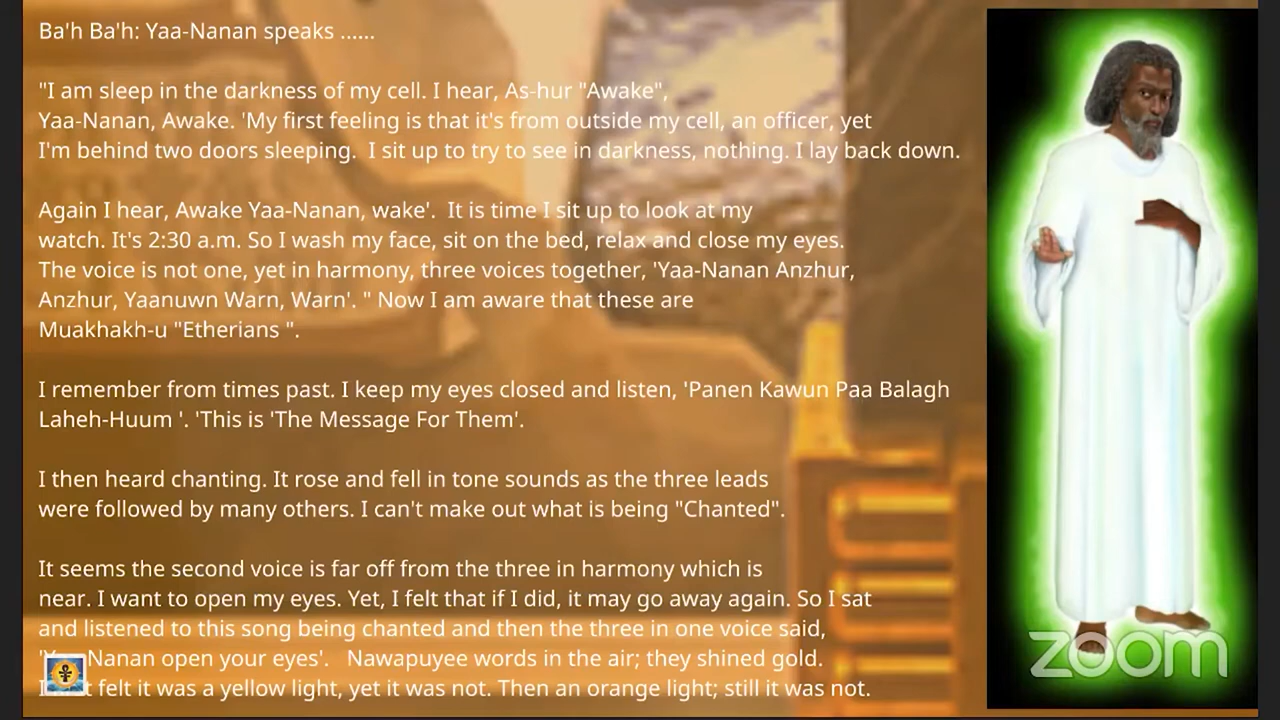 Ba'h Ba'h: Yaa-Nanan speaks ......
"I am sleep in the darkness of my cell. I hear, As-hur "Awake",
Yaa-Nanan, Awake. 'My first feeling is that it's from outside my cell, an officer, yet
I'm behind two doors sleeping.  I sit up to try to see in darkness, nothing. I lay back down.
Again I hear, Awake Yaa-Nanan, wake'.  It is time I sit up to look at my
watch. It's 2:30 a.m. So I wash my face, sit on the bed, relax and close my eyes.
The voice is not one, yet in harmony, three voices together, 'Yaa-Nanan Anzhur,
Anzhur, Yaanuwn Warn, Warn'. " Now I am aware that these are
Muakhakh-u "Etherians ".
I remember from times past. I keep my eyes closed and listen, 'Panen Kawun Paa Balagh
Laheh-Huum '. 'This is 'The Message For Them'.
I then heard chanting. It rose and fell in tone sounds as the three leads
were followed by many others. I can't make out what is being "Chanted".
It seems the second voice is far off from the three in harmony which is
near. I want to open my eyes. Yet, I felt that if I did, it may go away again. So I sat
and listened to this song being chanted and then the three in one voice said,
Nanan open your eyes'.   Nawapuyee words in the air; they shined gold.
felt it was a yellow light, yet it was not. Then an orange light; still it was not.
zoom